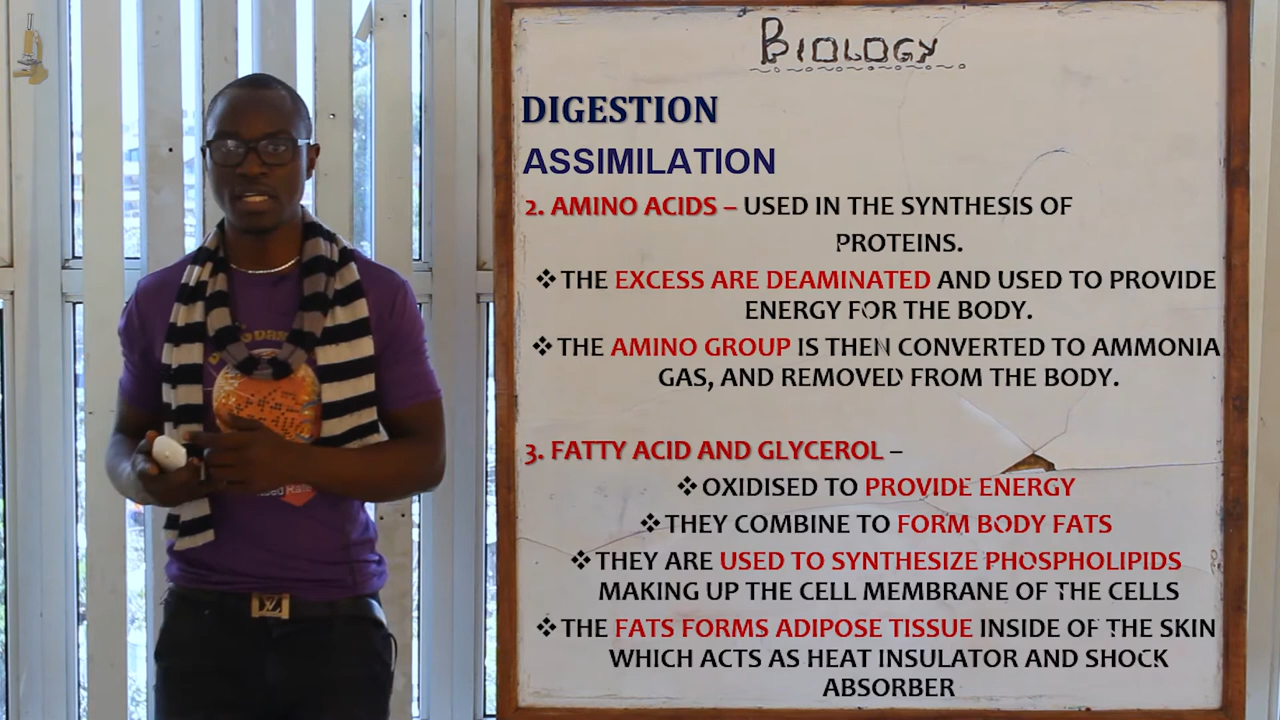 BIOLOGY
DIGESTION
ASSIMILATION
2. AMINO ACIDS – USED IN THE SYNTHESIS OF
PROTEINS.
❖THE EXCESS ARE DEAMINATED AND USED TO PROVIDE
ENERGY FOR THE BODY.
❖THE AMINO GROUP IS THEN CONVERTED TO AMMONIA
GAS, AND REMOVED FROM THE BODY.
3. FATTY ACID AND GLYCEROL –
❖OXIDISED TO PROVIDE ENERGY
❖THEY COMBINE TO FORM BODY FATS
❖THEY ARE USED TO SYNTHESIZE PHOSPHOLIPIDS
MAKING UP THE CELL MEMBRANE OF THE CELLS
❖THE FATS FORMS ADIPOSE TISSUE INSIDE OF THE SKIN
WHICH ACTS AS HEAT INSULATOR AND SHOCK
ABSORBER